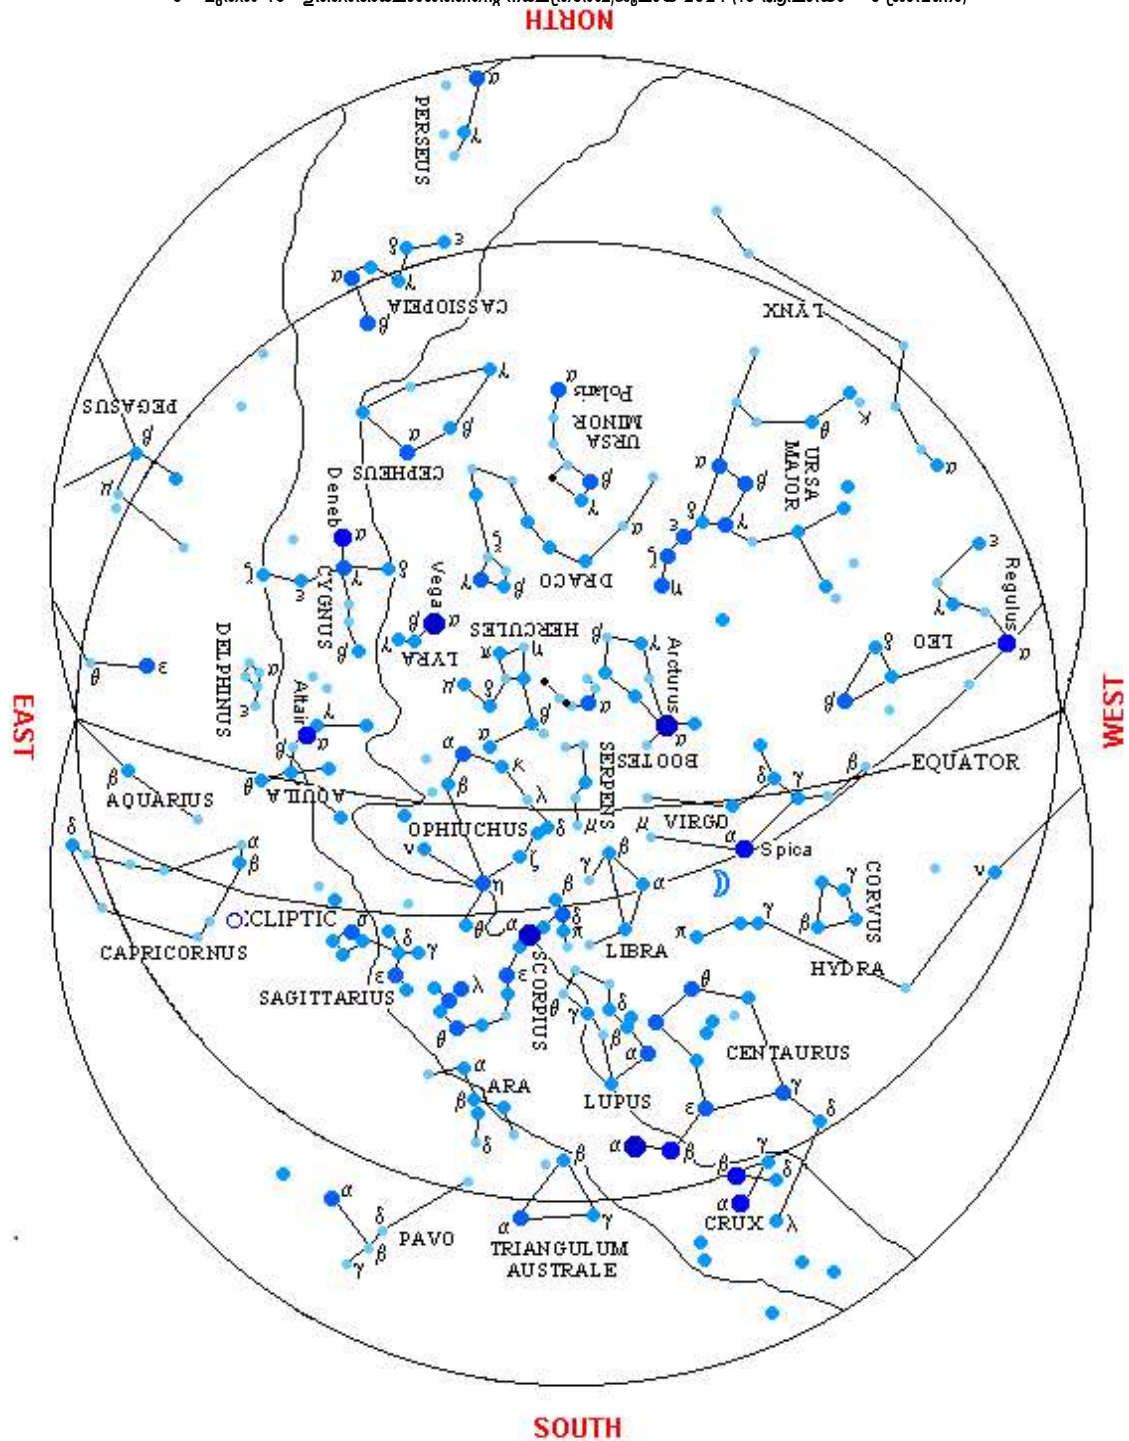 NORTH
α
PERSEUS
γ
ε
δ
α
γ
CASSIOPEIA
β
LYNX
PEGASUS
β
μ
γ
β
α
CEPHEUS
α
Polaris
URSA
MINOR
β
γ
κ
θ
URSA
MAJOR
α
β
δ
γ
ε
ζ
η
α
Deneb
α
ζ
ε
γ
δ
CYGNUS
β
ξ
γ
β
DRACO
α
ε
Regulus
γ
α
LEO
δ
β
Vega
α
β
γ
LYRA
HERCULES
π
η
μ
δ
β
α
β
γ
Arcturus
α
BOOTES
α
θ
ε
DELPHINUS
α
ε
Altair
γ
α
β
θ
AQUILA
EAST
WEST
SERPENS
μ
α
β
κ
λ
OPHIUCHUS
δ
ν
ζ
η
θ
EQUATOR
β
δ
γ
VIRGO
μ
α
Spica
β
AQUARIUS
δ
α
β
CAPRICORNUS
CLIPTIC
σ
δ
γ
ε
SAGITTARIUS
β
γ
α
LIBRA
β
δ
π
α
SCORPIUS
ε
λ
θ
ν
γ
β
CORVUS
γ
π
HYDRA
θ
δ
γ
β
α
LUPUS
θ
CENTAURUS
γ
ε
δ
α
β
α
ARA
β
δ
γ
β
δ
α
CRUX
λ
α
δ
β
γ
PAVO
β
α
γ
TRIANGULUM
AUSTRALE
SOUTH